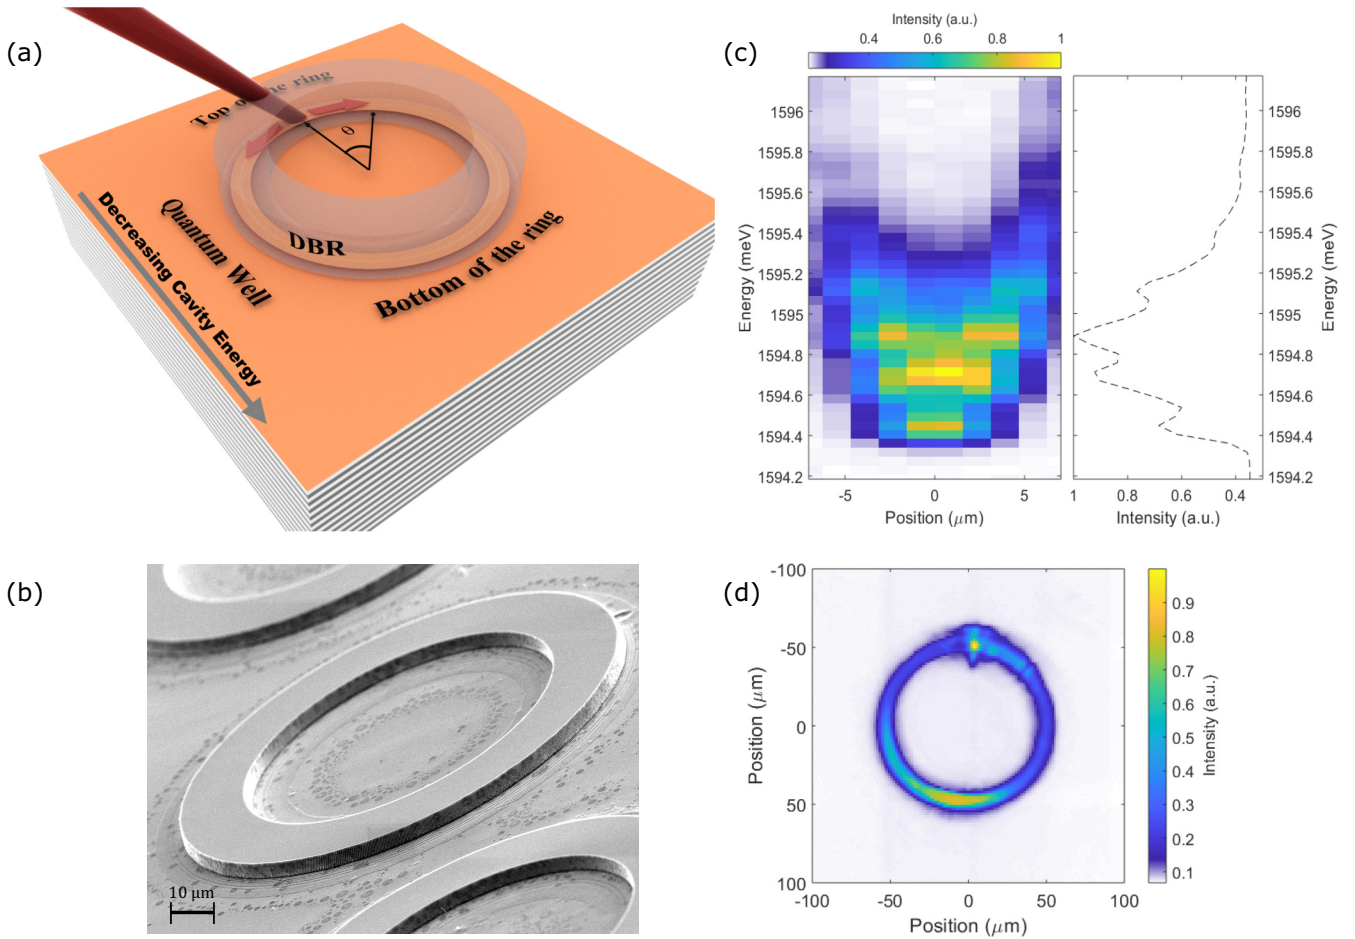 (a)
Top of the ring
θ
Decreasing Cavity Energy
Quantum Well
DBR
Bottom of the ring
(b)
10 μm
(c)
Intensity (a.u.)
0.4 0.6 0.8 1
Energy (meV)
1596
1595.8
1595.6
1595.4
1595.2
1595
1594.8
1594.6
1594.4
1594.2
-5 0 5
Position (μm)
1596
1595.8
1595.6
1595.4
1595.2
1595
1594.8
1594.6
1594.4
1594.2
Energy (meV)
1 0.8 0.6 0.4
Intensity (a.u.)
(d)
Position (μm)
-100
-50
0
50
100
-100 -50 0 50 100
Position (μm)
0.9
0.8
0.7
0.6
0.5
0.4
0.3
0.2
0.1
Intensity (a.u.)